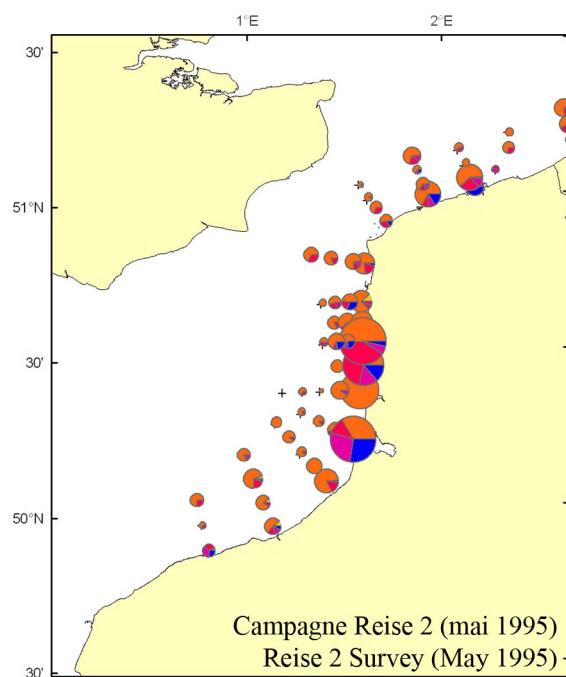 1°E 2°E
30'
51°N
30'
50°N
Campagne Reise 2 (mai 1995)
Reise 2 Survey (May 1995)
30'